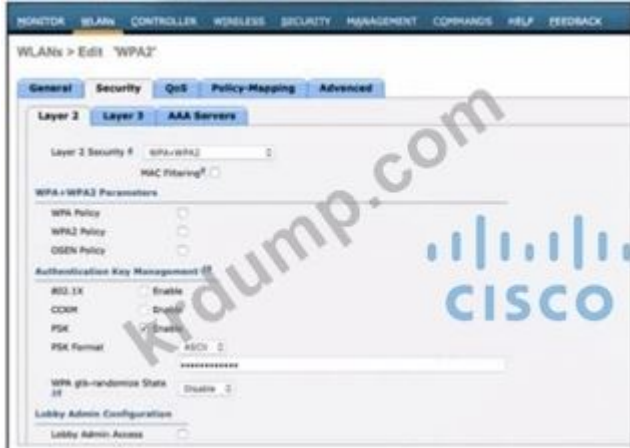 MONITOR WLANs CONTROLLER WIRELESS SECURITY MANAGEMENT COMMANDS HELP FEEDBACK
WLANs > Edit 'WPA2'
General Security QoS Policy-Mapping Advanced
Layer 2 Layer 3 AAA Servers
Layer 2 Security WPA+WPA2
MAC Filtering
WPA+WPA2 Parameters
WPA Policy
WPA2 Policy
OSEN Policy
Authentication Key Management
802.1X Enable
CCKM Enable
PSK Enable
PSK Format ASCII
••••••••••••
WPA gtk-randomize State Disable
Lobby Admin Configuration
Lobby Admin Access
CISCO
krdump.com